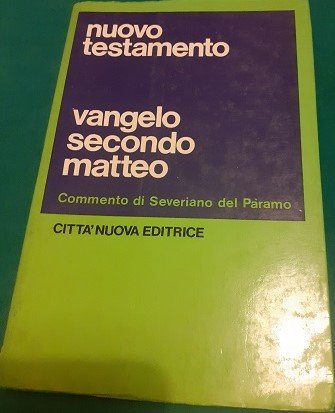 nuovo
testamento
vangelo
secondo
matteo
Commento di Severiano del Páramo
CITTA' NUOVA EDITRICE